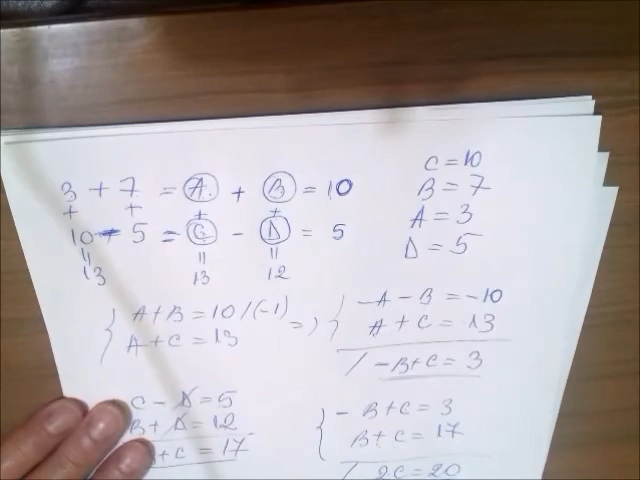 3 + 7 = A + B = 10
+ + + +
10 - 5 = C - D = 5
॥ ॥ ॥
13 13 12
C = 10
B = 7
A = 3
D = 5
A + B = 10 /(-1)
A + C = 13
=>
-A - B = -10
A + C = 13
/ -B + C = 3
C - D = 5
B + D = 12
+ C = 17
- B + C = 3
B + C = 17
/ 2C = 20